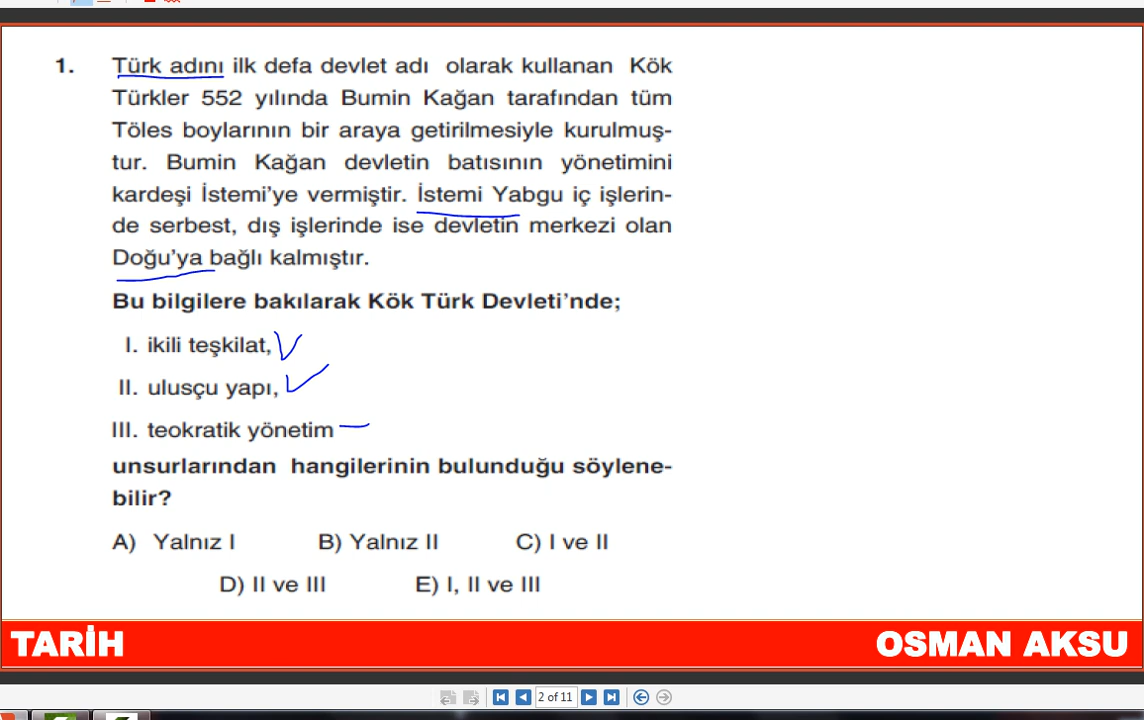 1. Türk adını ilk defa devlet adı olarak kullanan Kök
Türkler 552 yılında Bumin Kağan tarafından tüm
Töles boylarının bir araya getirilmesiyle kurulmuş-
tur. Bumin Kağan devletin batısının yönetimini
kardeşi İstemi'ye vermiştir. İstemi Yabgu iç işlerin-
de serbest, dış işlerinde ise devletin merkezi olan
Doğu'ya bağlı kalmıştır.
Bu bilgilere bakılarak Kök Türk Devleti'nde;
I. ikili teşkilat,
II. ulusçu yapı,
III. teokratik yönetim
unsurlarından hangilerinin bulunduğu söylene-
bilir?
A) Yalnız I B) Yalnız II C) I ve II
D) II ve III E) I, II ve III
TARİH OSMAN AKSU
2 of 11